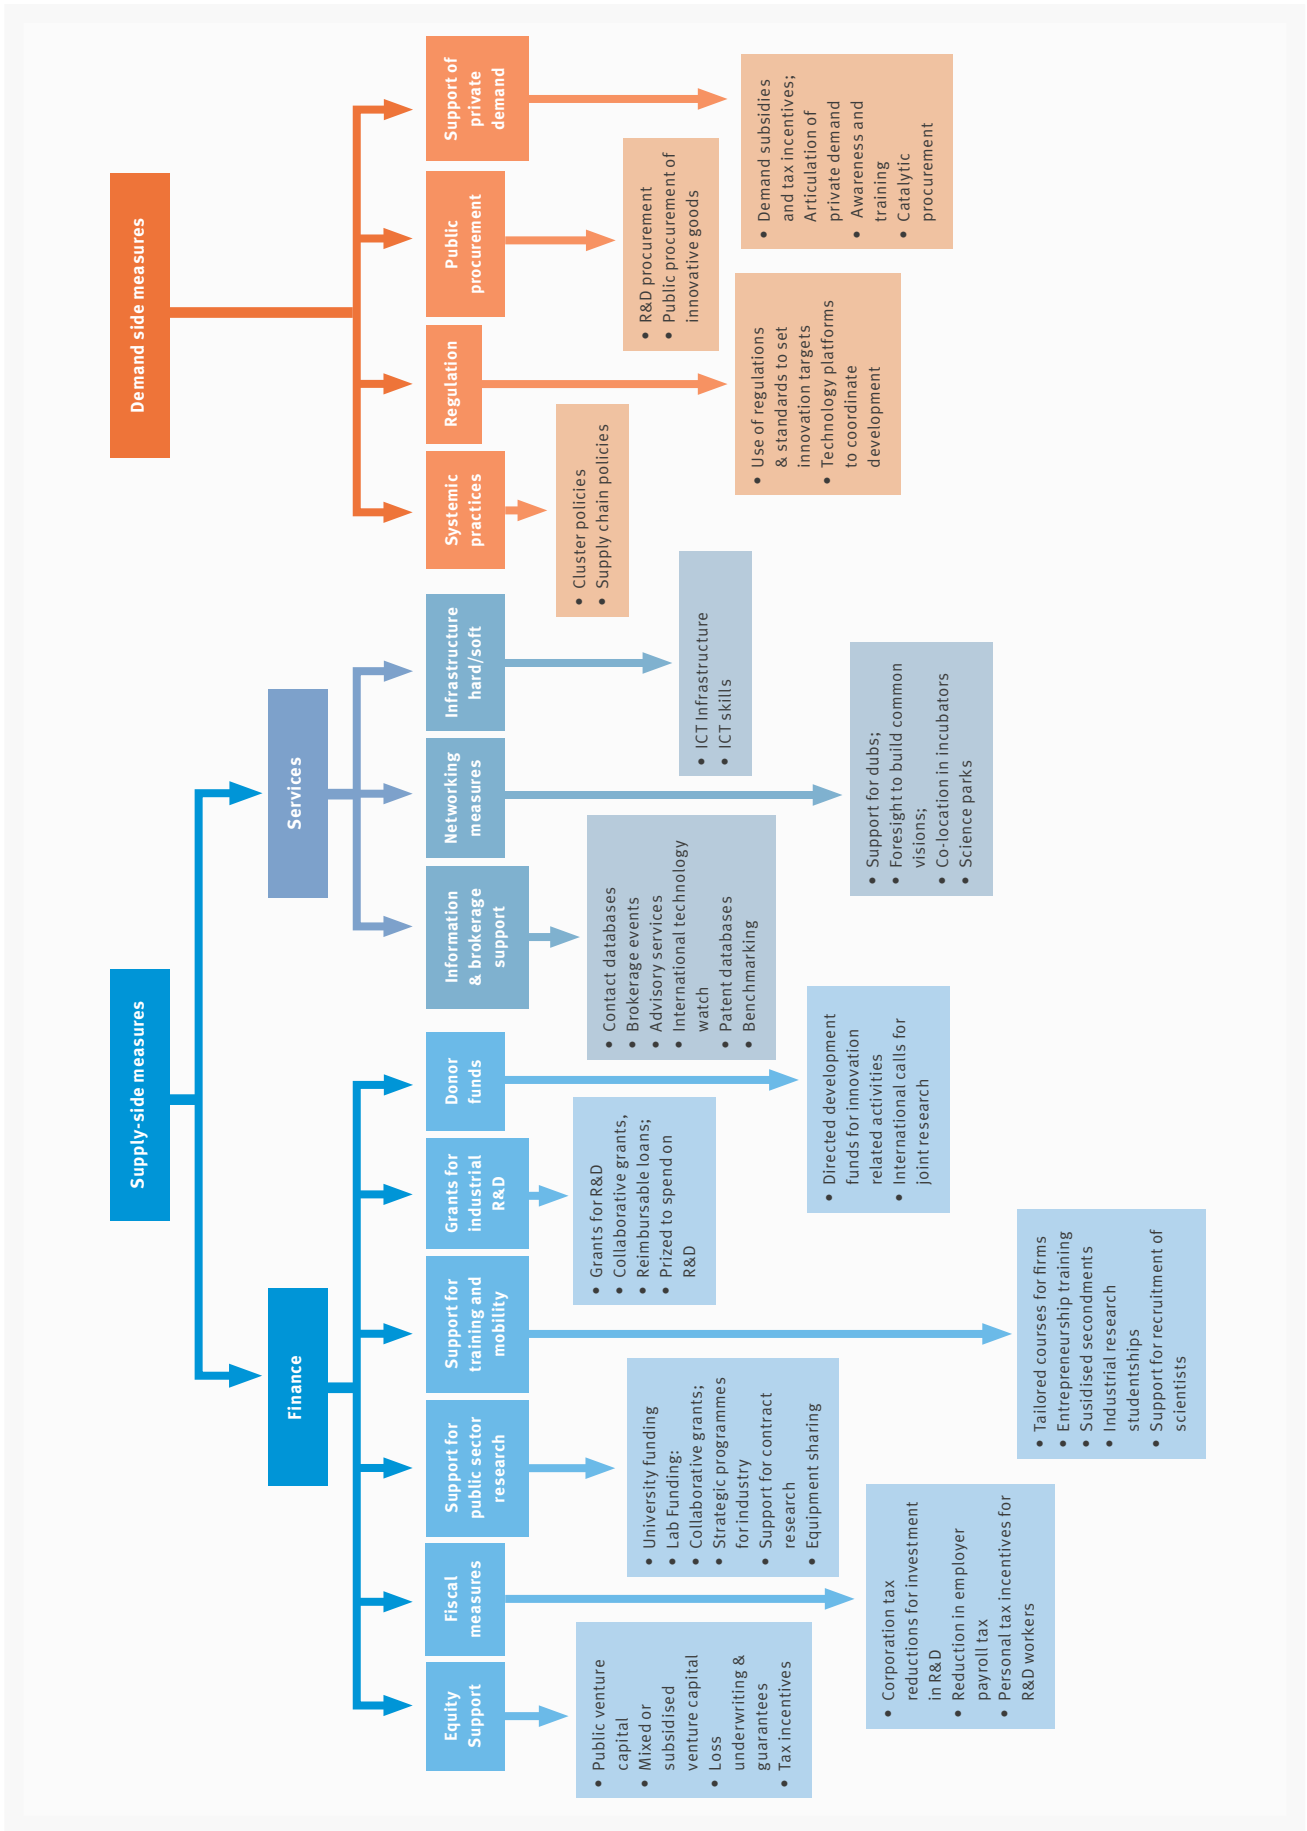 Supply-side measures
Demand side measures
Finance
Services
Equity
Support
Fiscal
measures
Support for
public sector
research
Support for
training and
mobility
Grants for
industrial
R&D
Donor
funds
Information
& brokerage
support
Networking
measures
Infrastructure
hard/soft
Systemic
practices
Regulation
Public
procurement
Support of
private
demand
• Public venture
capital
• Mixed or
subsidised
venture capital
• Loss
underwriting &
guarantees
• Tax incentives
• Corporation tax
reductions for investment
in R&D
• Reduction in employer
payroll tax
• Personal tax incentives for
R&D workers
• University funding
• Lab Funding:
• Collaborative grants;
• Strategic programmes
for industry
• Support for contract
research
• Equipment sharing
• Tailored courses for firms
• Entrepreneurship training
• Susidised secondments
• Industrial research
studentships
• Support for recruitment of
scientists
• Grants for R&D
• Collaborative grants,
• Reimbursable loans;
• Prized to spend on
R&D
• Directed development
funds for innovation
related activities
• International calls for
joint research
• Contact databases
• Brokerage events
• Advisory services
• International technology
watch
• Patent databases
• Benchmarking
• Support for dubs;
• Foresight to build common
visions;
• Co-location in incubators
• Science parks
• ICT Infrastructure
• ICT skills
• Cluster policies
• Supply chain policies
• Use of regulations
& standards to set
innovation targets
• Technology platforms
to coordinate
development
• R&D procurement
• Public procurement of
innovative goods
• Demand subsidies
and tax incentives;
Articulation of
private demand
• Awareness and
training
• Catalytic
procurement